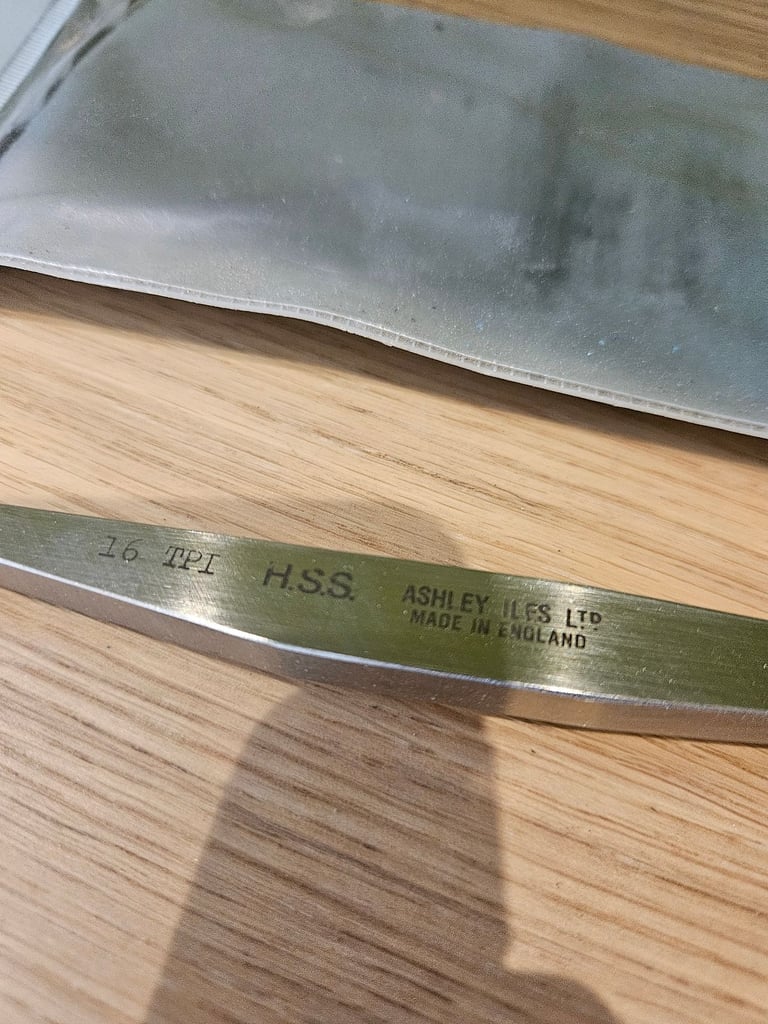 16 TPI
H.S.S.
ASHLEY ILES LTD
MADE IN ENGLAND